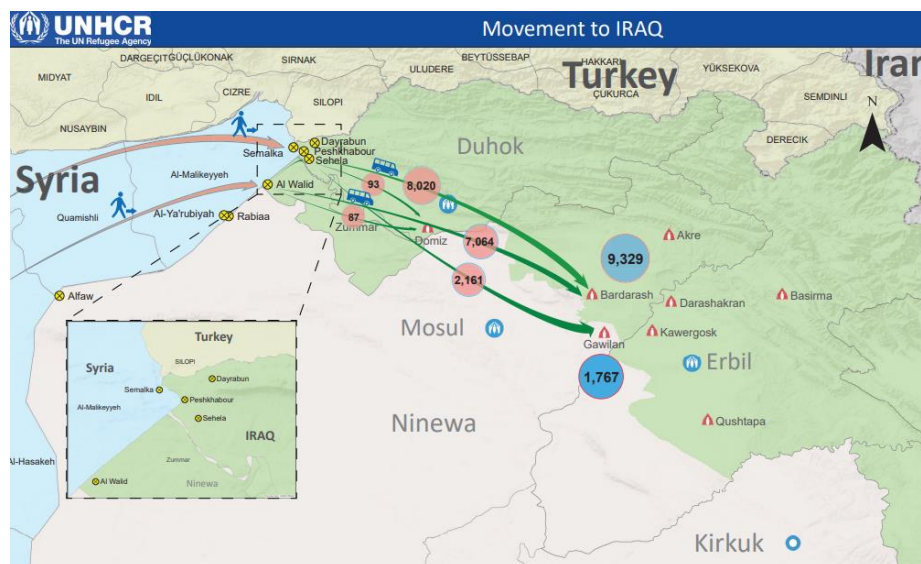 UNHCR
The UN Refugee Agency
Movement to IRAQ
DARGEÇİT
GÜÇLÜKONAK
SIRNAK
BEYTÜSSEBAP
HAKKARI
Iran
MIDYAT
ULUDERE
Turkey
YÜKSEKOVA
IDIL
CIZRE
SILOPI
ÇUKURCA
SEMDINLI
N
NUSAYBIN
DERECIK
Dayrabun
Semalka
Peshkhabour
Sehela
Duhok
Syria
Al-Malikeyyeh
Al Walid
93
8,020
Quamishli
Al-Ya'rubiyah
Rabiaa
87
Zummar
Domiz
7,064
Akre
9,329
2,161
Alfaw
Bardarash
Darashakran
Basirma
Mosul
Gawilan
Kawergosk
Erbil
1,767
Turkey
Syria
SILOPI
Dayrabun
Semalka
Al-Malikeyyeh
Peshkhabour
Sehela
IRAQ
Zummar
Al Walid
Ninewa
Ninewa
Qushtapa
Al-Hasakeh
Kirkuk